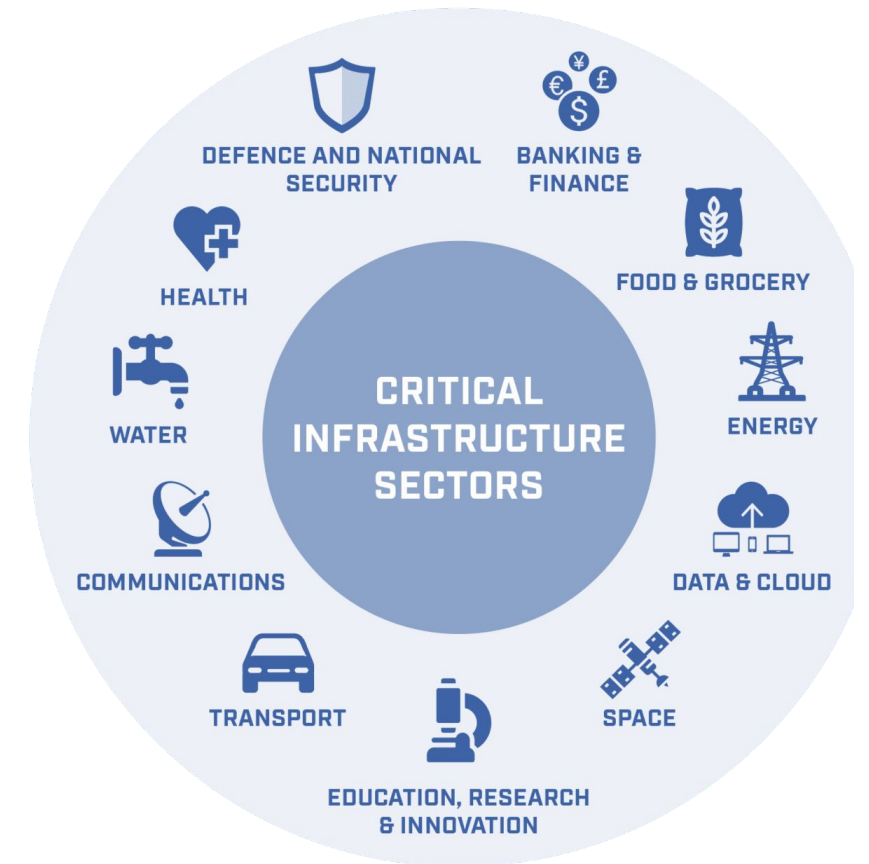 DEFENCE AND NATIONAL
SECURITY
BANKING &
FINANCE
¥
€
£
$
FOOD & GROCERY
HEALTH
ENERGY
WATER
CRITICAL
INFRASTRUCTURE
SECTORS
DATA & CLOUD
COMMUNICATIONS
SPACE
TRANSPORT
EDUCATION, RESEARCH
& INNOVATION